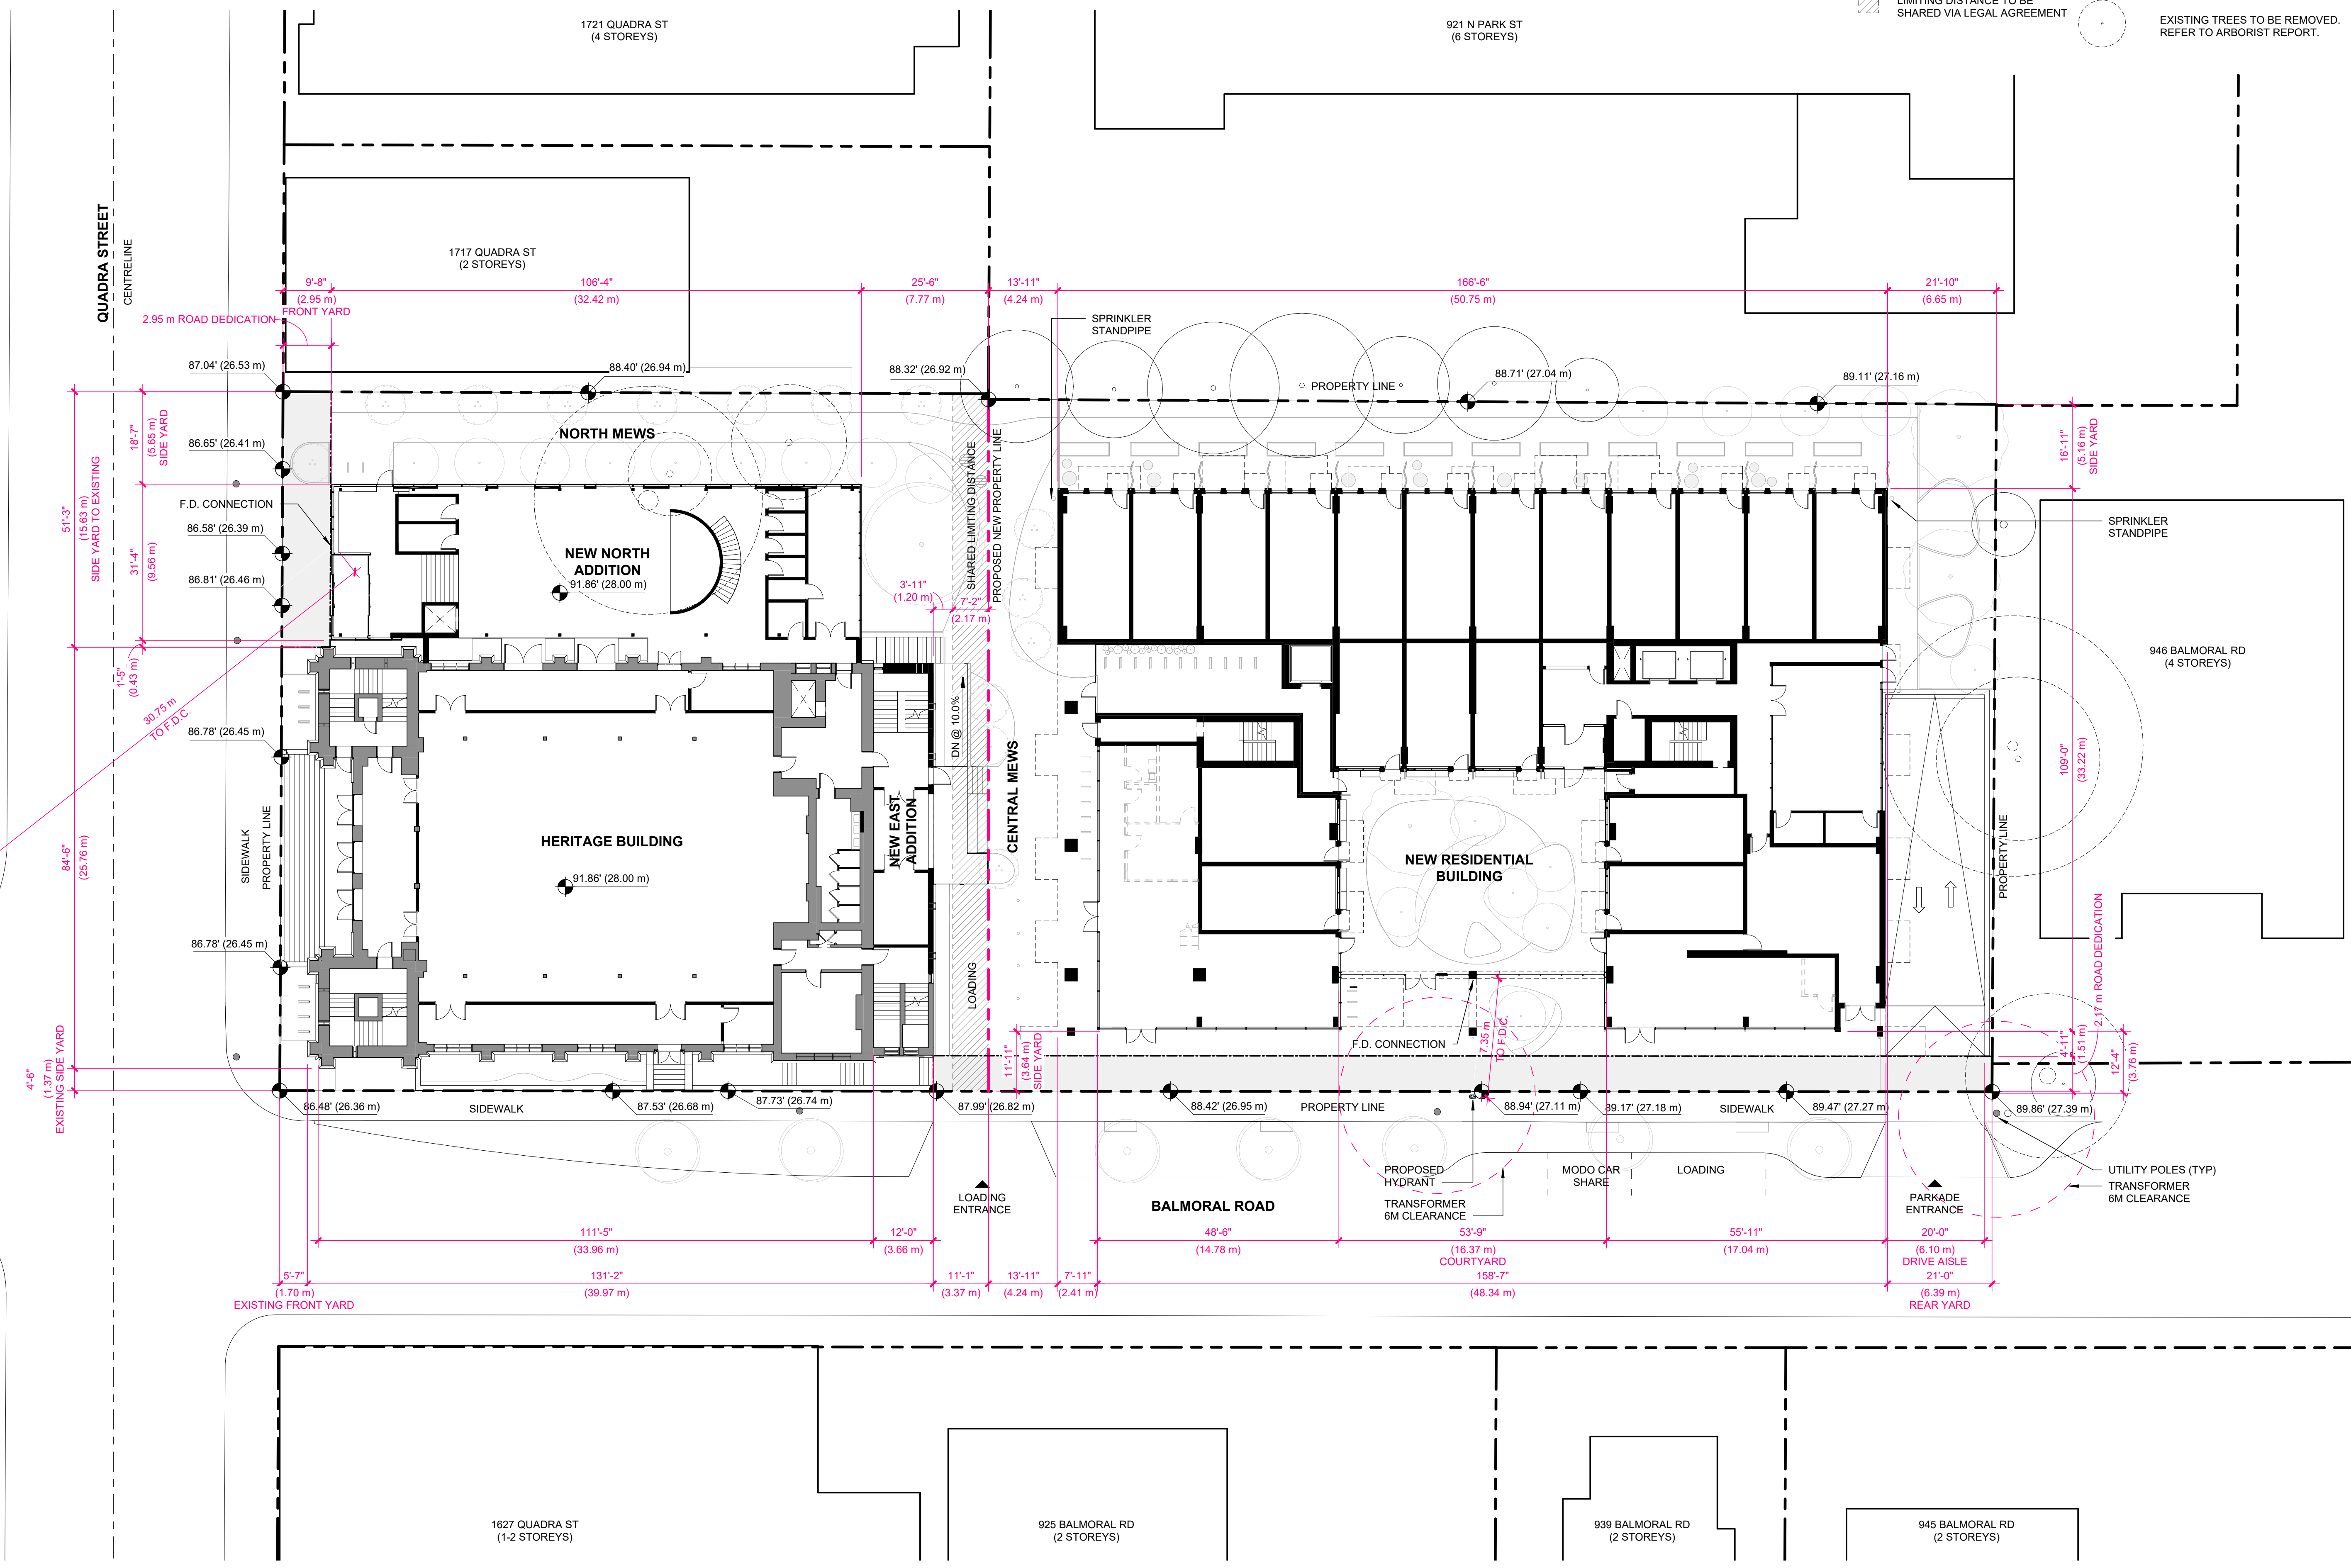 1721 QUADRA ST
(4 STOREYS)
921 N PARK ST
(6 STOREYS)
LIMITING DISTANCE TO BE
SHARED VIA LEGAL AGREEMENT
EXISTING TREES TO BE REMOVED.
REFER TO ARBORIST REPORT.
QUADRA STREET
CENTRELINE
1717 QUADRA ST
(2 STOREYS)
9'-8"
(2.95 m)
FRONT YARD
106'-4"
(32.42 m)
25'-6"
(7.77 m)
13'-11"
(4.24 m)
166'-6"
(50.75 m)
21'-10"
(6.65 m)
2.95 m ROAD DEDICATION
SPRINKLER
STANDPIPE
87.04' (26.53 m)
88.40' (26.94 m)
88.32' (26.92 m)
PROPERTY LINE
88.71' (27.04 m)
89.11' (27.16 m)
18'-7"
(5.65 m)
SIDE YARD
51'-3"
(15.63 m)
SIDE YARD TO EXISTING
31'-4"
(9.56 m)
1'-5"
(0.43 m)
86.65' (26.41 m)
F.D. CONNECTION
86.58' (26.39 m)
86.81' (26.46 m)
NORTH MEWS
NEW NORTH
ADDITION
91.86' (28.00 m)
SHARED LIMITING DISTANCE
PROPOSED NEW PROPERTY LINE
3'-11"
(1.20 m)
7'-2"
(2.17 m)
16'-11"
(5.16 m)
SIDE YARD
SPRINKLER
STANDPIPE
946 BALMORAL RD
(4 STOREYS)
30.75 m
TO F.D.C.
86.78' (26.45 m)
DN @ 10.0%
CENTRAL MEWS
109'-0"
(33.22 m)
84'-6"
(25.76 m)
SIDEWALK
PROPERTY LINE
HERITAGE BUILDING
91.86' (28.00 m)
NEW EAST
ADDITION
NEW RESIDENTIAL
BUILDING
PROPERTY LINE
86.78' (26.45 m)
LOADING
2.17 m ROAD DEDICATION
4'-6"
(1.37 m)
EXISTING SIDE YARD
11'-11"
(3.64 m)
SIDE YARD
F.D. CONNECTION
7.35 m
TO F.D.C.
4'-11"
(1.51 m)
12'-4"
(3.76 m)
86.48' (26.36 m)
SIDEWALK
87.53' (26.68 m)
87.73' (26.74 m)
87.99' (26.82 m)
88.42' (26.95 m)
PROPERTY LINE
88.94' (27.11 m)
89.17' (27.18 m)
SIDEWALK
89.47' (27.27 m)
89.86' (27.39 m)
LOADING
ENTRANCE
BALMORAL ROAD
PROPOSED
HYDRANT
TRANSFORMER
6M CLEARANCE
MODO CAR
SHARE
LOADING
PARKADE
ENTRANCE
UTILITY POLES (TYP)
TRANSFORMER
6M CLEARANCE
111'-5"
(33.96 m)
12'-0"
(3.66 m)
48'-6"
(14.78 m)
53'-9"
(16.37 m)
COURTYARD
55'-11"
(17.04 m)
20'-0"
(6.10 m)
DRIVE AISLE
5'-7"
(1.70 m)
EXISTING FRONT YARD
131'-2"
(39.97 m)
11'-1"
(3.37 m)
13'-11"
(4.24 m)
7'-11"
(2.41 m)
158'-7"
(48.34 m)
21'-0"
(6.39 m)
REAR YARD
1627 QUADRA ST
(1-2 STOREYS)
925 BALMORAL RD
(2 STOREYS)
939 BALMORAL RD
(2 STOREYS)
945 BALMORAL RD
(2 STOREYS)